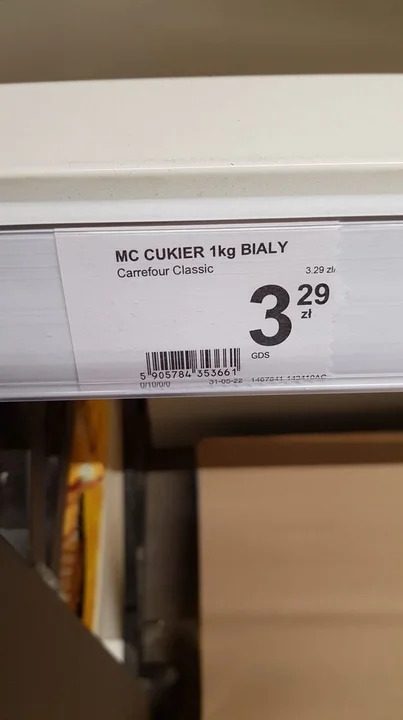 MC CUKIER 1kg BIALY
Carrefour Classic
3.29 zł/
3 29
zł
GDS
5 905784 353661
0/10/0/0 31-05-22